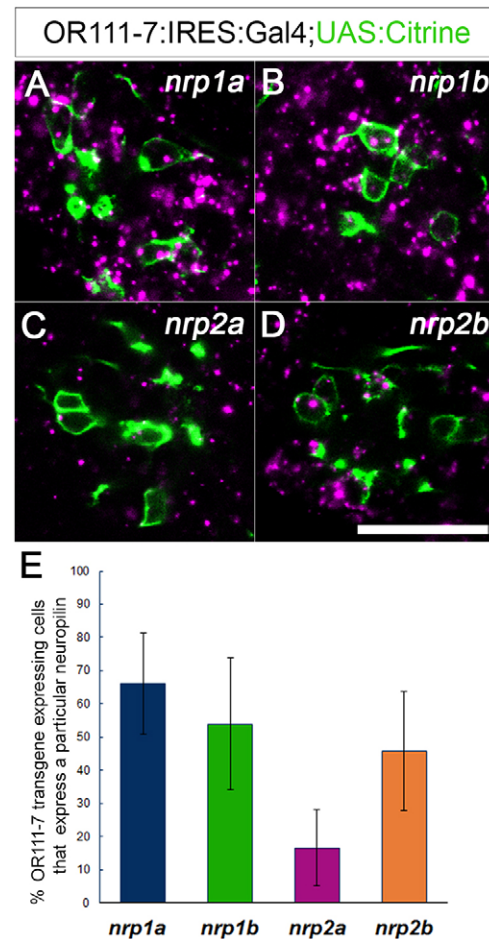 OR111-7:IRES:Gal4;UAS:Citrine
A nrp1a
B nrp1b
C nrp2a
D nrp2b
E
% OR111-7 transgene expressing cells
that express a particular neuropilin
100
90
80
70
60
50
40
30
20
10
0
nrp1a nrp1b nrp2a nrp2b